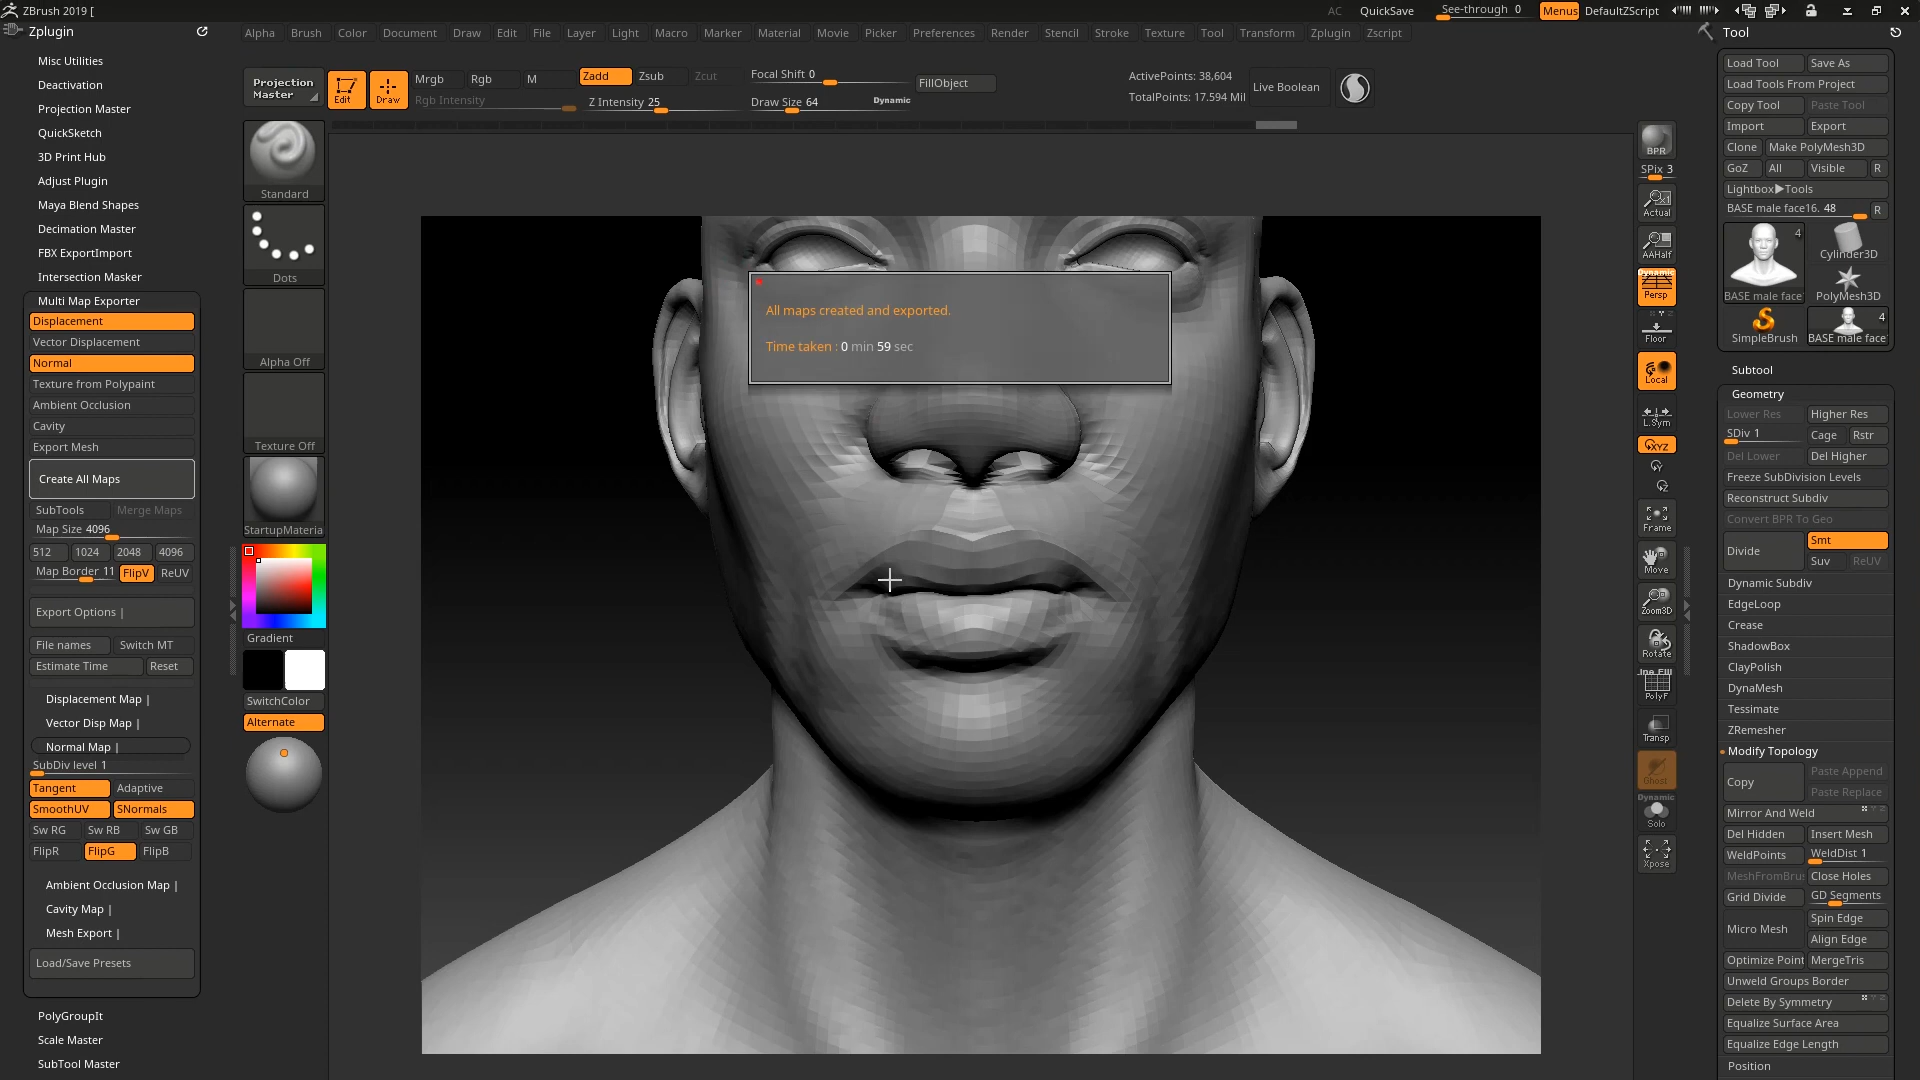 ZBrush 2019 [
AC QuickSave See-through 0 Menus DefaultZScript
Zplugin
Alpha Brush Color Document Draw Edit File Layer Light Macro Marker Material Movie Picker Preferences Render Stencil Stroke Texture Tool Transform Zplugin Zscript
Tool
Misc Utilities
Deactivation
Projection Master
QuickSketch
3D Print Hub
Adjust Plugin
Maya Blend Shapes
Decimation Master
FBX ExportImport
Intersection Masker
Multi Map Exporter
Displacement
Vector Displacement
Normal
Texture from Polypaint
Ambient Occlusion
Cavity
Export Mesh
Create All Maps
SubTools Merge Maps
Map Size 4096
512 1024 2048 4096
Map Border 11 FlipV ReUV
Export Options |
File names Switch MT
Estimate Time Reset
Displacement Map |
Vector Disp Map |
Normal Map |
SubDiv level 1
Tangent Adaptive
SmoothUV SNormals
Sw RG Sw RB Sw GB
FlipR FlipG FlipB
Ambient Occlusion Map |
Cavity Map |
Mesh Export |
Load/Save Presets
PolyGroupIt
Scale Master
SubTool Master
Projection
Master
Edit
Draw
Mrgb Rgb M
Rgb Intensity
Zadd Zsub Zcut
Z Intensity 25
Focal Shift 0
Draw Size 64
Dynamic
FillObject
ActivePoints: 38,604
TotalPoints: 17.594 Mil
Live Boolean
Standard
Dots
Alpha Off
Texture Off
StartupMateria
Gradient
SwitchColor
Alternate
All maps created and exported.
Time taken : 0 min 59 sec
BPR
SPix 3
Actual
AAHalf
Dynamic
Persp
Floor
Local
L.Sym
XYZ
Frame
Move
Zoom3D
Rotate
PolyF
Transp
Ghost
Dynamic
Solo
Xpose
Load Tool Save As
Load Tools From Project
Copy Tool Paste Tool
Import Export
Clone Make PolyMesh3D
GoZ All Visible R
Lightbox▶Tools
BASE male face16. 48 R
4
BASE male face
Cylinder3D
PolyMesh3D
SimpleBrush
4
BASE male face
Subtool
Geometry
Lower Res Higher Res
SDiv 1 Cage Rstr
Del Lower Del Higher
Freeze SubDivision Levels
Reconstruct Subdiv
Convert BPR To Geo
Divide Smt
Suv ReUV
Dynamic Subdiv
EdgeLoop
Crease
ShadowBox
ClayPolish
DynaMesh
Tessimate
ZRemesher
Modify Topology
Copy Paste Append
Paste Replace
Mirror And Weld
Del Hidden Insert Mesh
WeldPoints WeldDist 1
MeshFromBrus Close Holes
Grid Divide GD Segments
Micro Mesh Spin Edge
Align Edge
Optimize Point MergeTris
Unweld Groups Border
Delete By Symmetry
Equalize Surface Area
Equalize Edge Length
Position